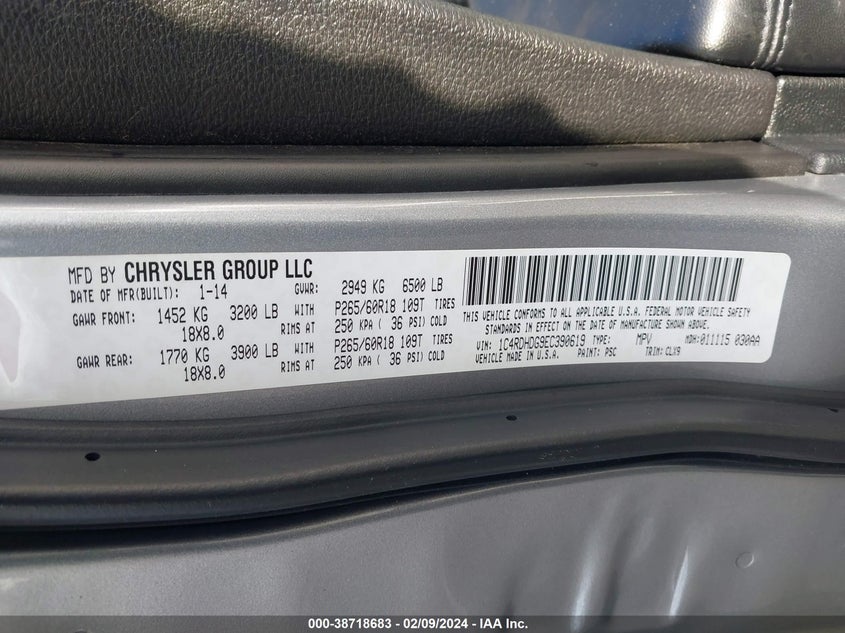 MFD BY CHRYSLER GROUP LLC
DATE OF MFR(BUILT): 1-14 GVWR: 2949 KG 6500 LB
GAWR FRONT: 1452 KG 3200 LB WITH P265/60R18 109T TIRES
18X8.0 RIMS AT 250 KPA ( 36 PSI) COLD
GAWR REAR: 1770 KG 3900 LB WITH P265/60R18 109 TIRES
18X8.0 RIMS AT 250 KPA ( 36 PSI) COLD
THIS VEHICLE CONFORMS TO ALL APPLICABLE U.S.A. FEDERAL MOTOR VEHICLE SAFETY
STANDARDS IN EFFECT ON THE DATE OF MANUFACTURE SHOWN ABOVE.
VIN: 1C4RDHDG9EC390619 TYPE: MPV MDH: 011115 030AA
MADE IN U.S.A. PAINT: PSC TRIM: CLX9
000-38718683 - 02/09/2024 - IAA Inc.